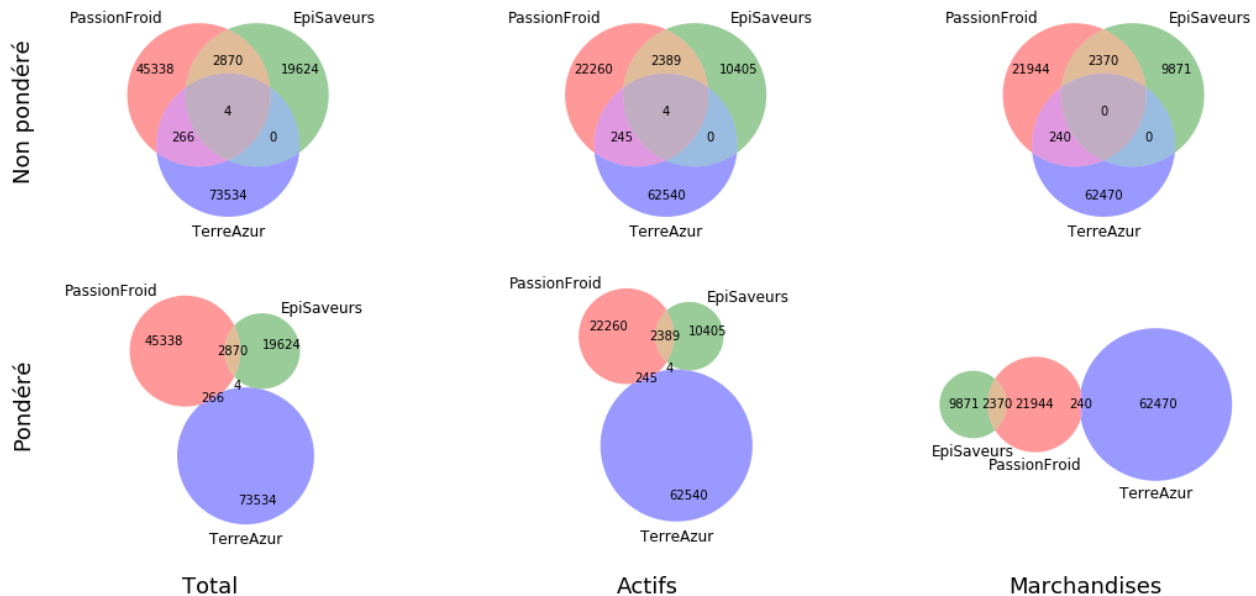 Non pondéré
PassionFroid
EpiSaveurs
45338
2870
19624
4
266
0
73534
TerreAzur
PassionFroid
EpiSaveurs
22260
2389
10405
4
245
0
62540
TerreAzur
PassionFroid
EpiSaveurs
21944
2370
9871
0
240
0
62470
TerreAzur
Pondéré
PassionFroid
EpiSaveurs
45338
2870
19624
4
266
73534
TerreAzur
PassionFroid
EpiSaveurs
22260
2389
10405
4
245
62540
TerreAzur
9871
2370
21944
240
62470
EpiSaveurs
PassionFroid
TerreAzur
Total
Actifs
Marchandises